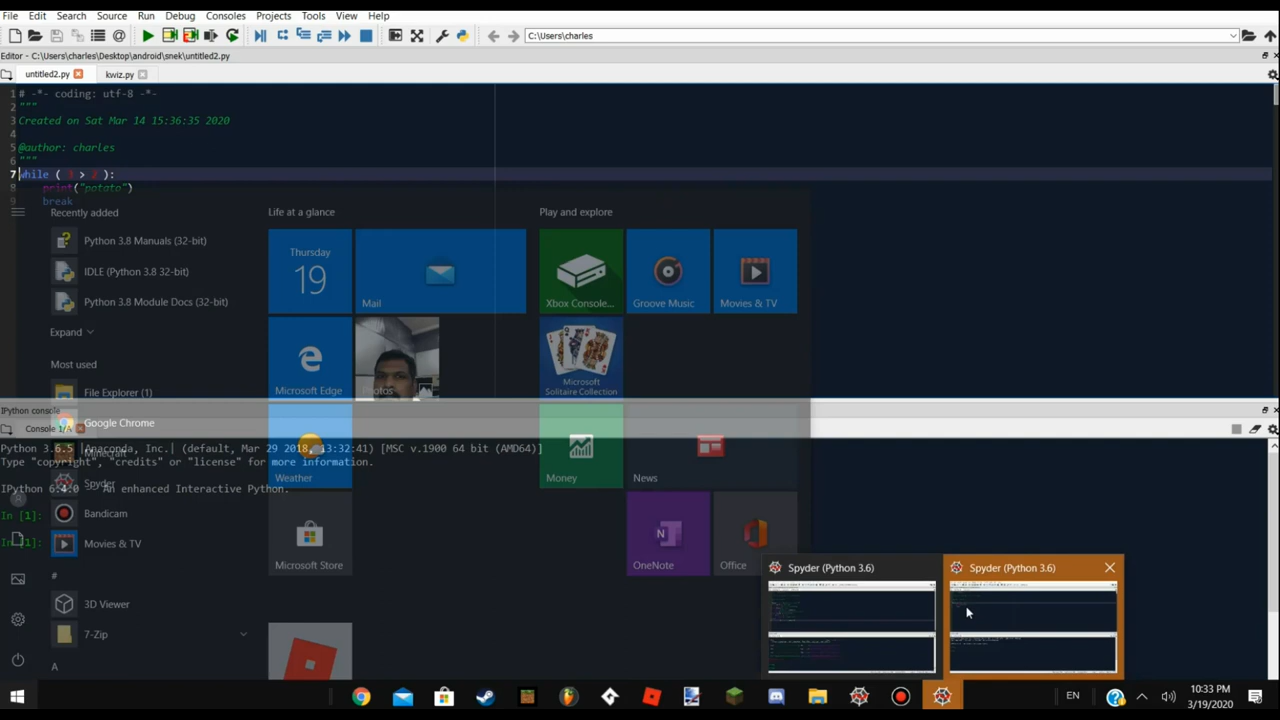 File Edit Search Source Run Debug Consoles Projects Tools View Help
C:\Users\charles
Editor - C:\Users\charles\Desktop\android\snek\untitled2.py
untitled2.py kwiz.py
1 # -*- coding: utf-8 -*-
2 """
3 Created on Sat Mar 14 15:36:35 2020
4
5 @author: charles
6 """
7 while ( 3 > 2 ):
8 print("potato")
9 break
Recently added
Python 3.8 Manuals (32-bit)
IDLE (Python 3.8 32-bit)
Python 3.8 Module Docs (32-bit)
Expand
Most used
File Explorer (1)
Google Chrome
Minecraft
Spyder
Bandicam
Movies & TV
#
3D Viewer
7-Zip
A
Life at a glance
Thursday
19
Mail
Microsoft Edge
Photos
Weather
Microsoft Store
Play and explore
Xbox Console...
Groove Music
Movies & TV
Microsoft
Solitaire Collection
Money
News
OneNote
Office
IPython console
Console 1/A
Python 3.6.5 |Anaconda, Inc.| (default, Mar 29 2018, 13:32:41) [MSC v.1900 64 bit (AMD64)]
Type "copyright", "credits" or "license" for more information.
IPython 6.4.0 -- An enhanced Interactive Python.
In [1]:
In [1]:
Spyder (Python 3.6)
Spyder (Python 3.6)
EN
10:33 PM
3/19/2020